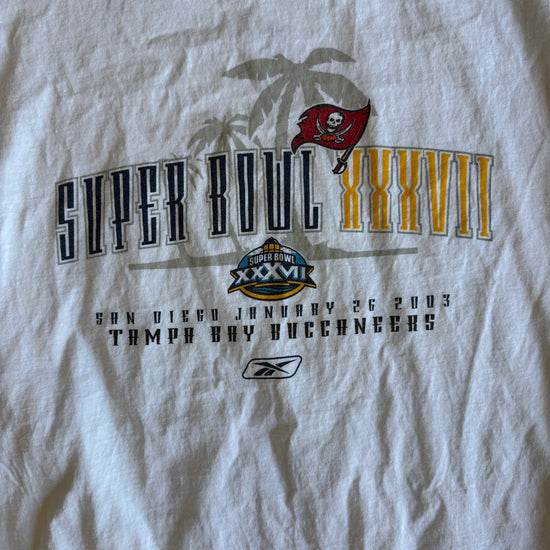 SUPER BOWL XXXVII
SUPER BOWL
XXXVII
SAN DIEGO JANUARY 26 2003
TAMPA BAY BUCCANEERS